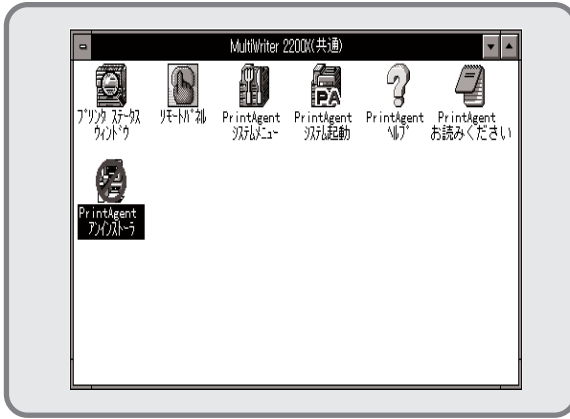 MultiWriter 2200X(共通)
ﾌﾟﾘﾝﾀ ｽﾃｰﾀｽ
ｳｨﾝﾄﾞｳ
ﾘﾓｰﾄﾊﾟﾈﾙ
PrintAgent
ｼｽﾃﾑﾒﾆｭｰ
PrintAgent
ｼｽﾃﾑ起動
PrintAgent
ﾍﾙﾌﾟ
PrintAgent
お読みください
PrintAgent
ｱﾝｲﾝｽﾄｰﾗ